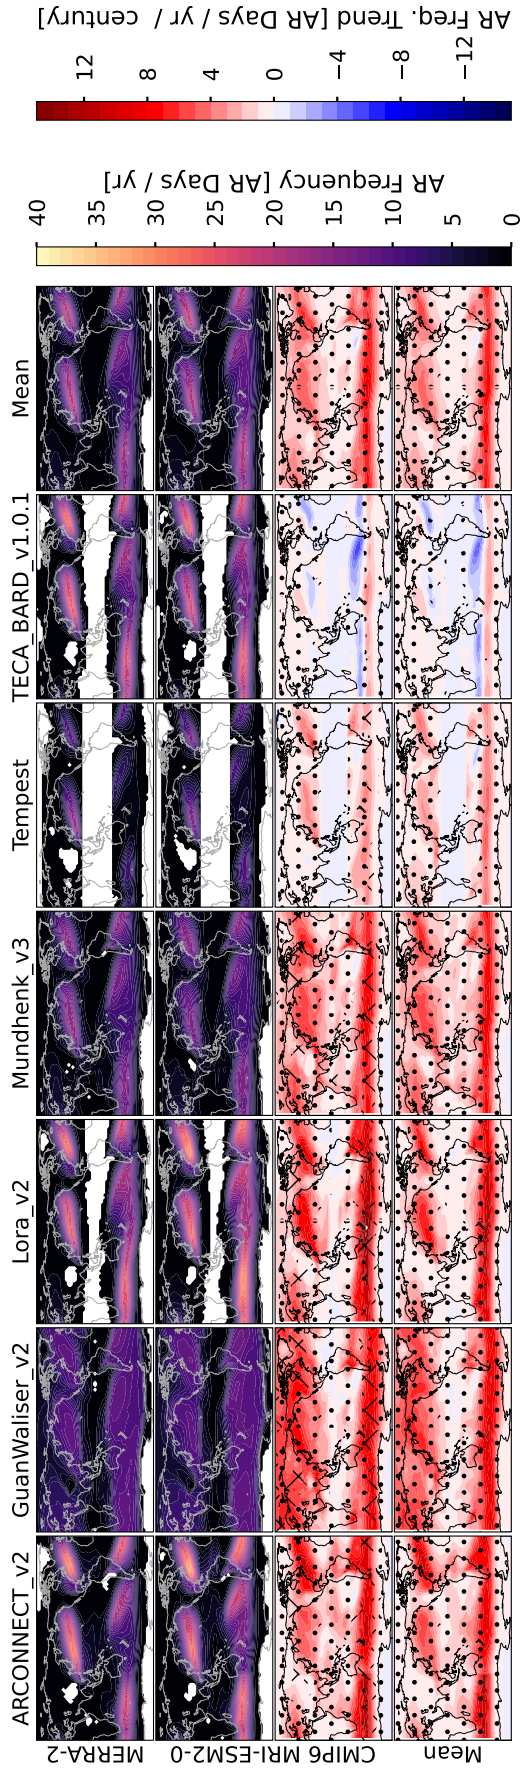 ARCONNECT_v2
GuanWaliser_v2
Lora_v2
Mundhenk_v3
Tempest
TECA_BARD_v1.0.1
Mean
MERRA-2
CMIP6 MRI-ESM2-0
Mean
40
35
30
25
20
15
10
5
0
AR Frequency [AR Days / yr]
12
8
4
0
−4
−8
−12
AR Freq. Trend [AR Days / yr / century]